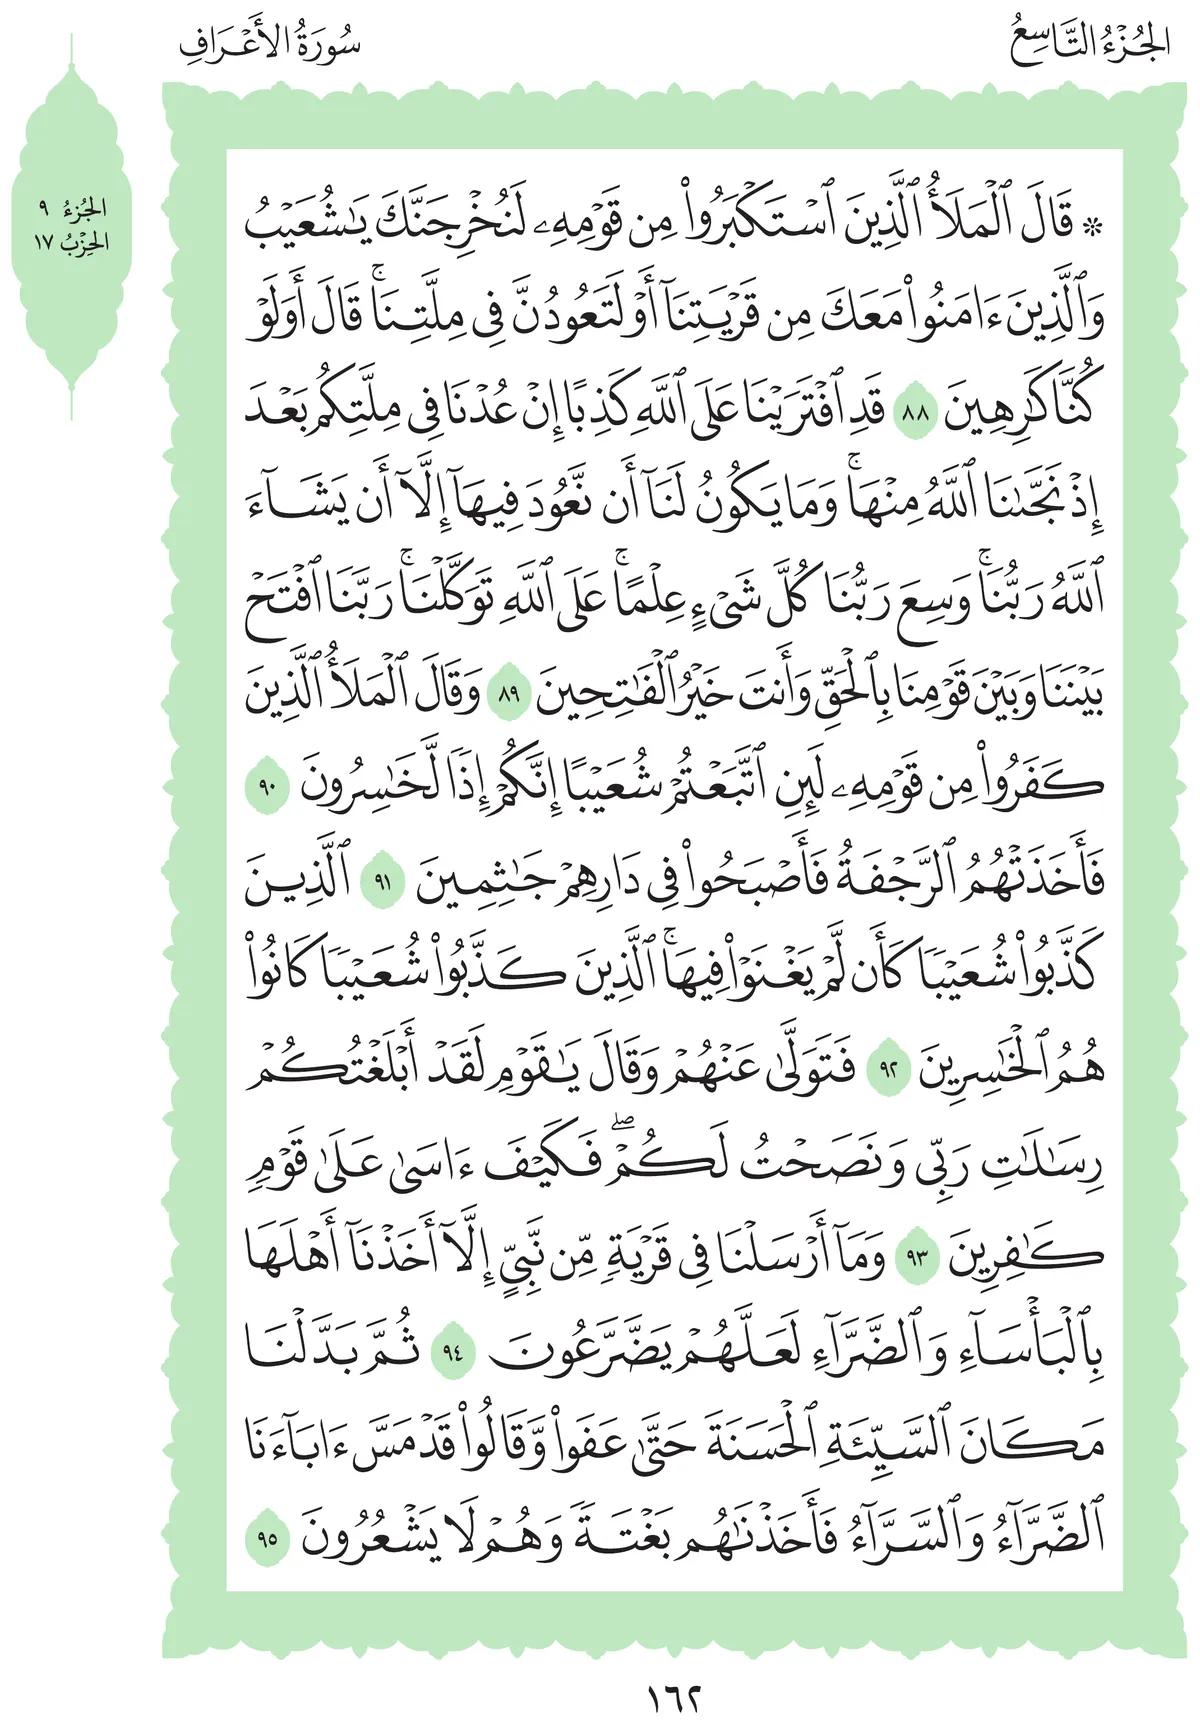 الجُزْءُ التَّاسِعُ
سُورَةُ الأَعْرَافِ
الجُزءُ ٩
الحِزْبُ ١٧
۞ قَالَ ٱلْمَلَأُ ٱلَّذِينَ ٱسْتَكْبَرُوا۟ مِن قَوْمِهِۦ لَنُخْرِجَنَّكَ يَـٰشُعَيْبُ
وَٱلَّذِينَ ءَامَنُوا۟ مَعَكَ مِن قَرْيَتِنَآ أَوْ لَتَعُودُنَّ فِى مِلَّتِنَا ۚ قَالَ أَوَلَوْ
كُنَّا كَـٰرِهِينَ ٨٨ قَدِ ٱفْتَرَيْنَا عَلَى ٱللَّهِ كَذِبًا إِنْ عُدْنَا فِى مِلَّتِكُم بَعْدَ
إِذْ نَجَّىٰنَا ٱللَّهُ مِنْهَا ۚ وَمَا يَكُونُ لَنَآ أَن نَّعُودَ فِيهَآ إِلَّآ أَن يَشَآءَ
ٱللَّهُ رَبُّنَا ۚ وَسِعَ رَبُّنَا كُلَّ شَىْءٍ عِلْمًا ۚ عَلَى ٱللَّهِ تَوَكَّلْنَا ۚ رَبَّنَا ٱفْتَحْ
بَيْنَنَا وَبَيْنَ قَوْمِنَا بِٱلْحَقِّ وَأَنتَ خَيْرُ ٱلْفَـٰتِحِينَ ٨٩ وَقَالَ ٱلْمَلَأُ ٱلَّذِينَ
كَفَرُوا۟ مِن قَوْمِهِۦ لَئِنِ ٱتَّبَعْتُمْ شُعَيْبًا إِنَّكُمْ إِذًا لَّخَـٰسِرُونَ ٩٠
فَأَخَذَتْهُمُ ٱلرَّجْفَةُ فَأَصْبَحُوا۟ فِى دَارِهِمْ جَـٰثِمِينَ ٩١ ٱلَّذِينَ
كَذَّبُوا۟ شُعَيْبًا كَأَن لَّمْ يَغْنَوْا۟ فِيهَا ۚ ٱلَّذِينَ كَذَّبُوا۟ شُعَيْبًا كَانُوا۟
هُمُ ٱلْخَـٰسِرِينَ ٩٢ فَتَوَلَّىٰ عَنْهُمْ وَقَالَ يَـٰقَوْمِ لَقَدْ أَبْلَغْتُكُمْ
رِسَـٰلَـٰتِ رَبِّى وَنَصَحْتُ لَكُمْ ۖ فَكَيْفَ ءَاسَىٰ عَلَىٰ قَوْمٍ
كَـٰفِرِينَ ٩٣ وَمَآ أَرْسَلْنَا فِى قَرْيَةٍ مِّن نَّبِىٍّ إِلَّآ أَخَذْنَآ أَهْلَهَا
بِٱلْبَأْسَآءِ وَٱلضَّرَّآءِ لَعَلَّهُمْ يَضَّرَّعُونَ ٩٤ ثُمَّ بَدَّلْنَا
مَكَانَ ٱلسَّيِّئَةِ ٱلْحَسَنَةَ حَتَّىٰ عَفَوا۟ وَّقَالُوا۟ قَدْ مَسَّ ءَابَآءَنَا
ٱلضَّرَّآءُ وَٱلسَّرَّآءُ فَأَخَذْنَـٰهُم بَغْتَةً وَهُمْ لَا يَشْعُرُونَ ٩٥
١٦٢